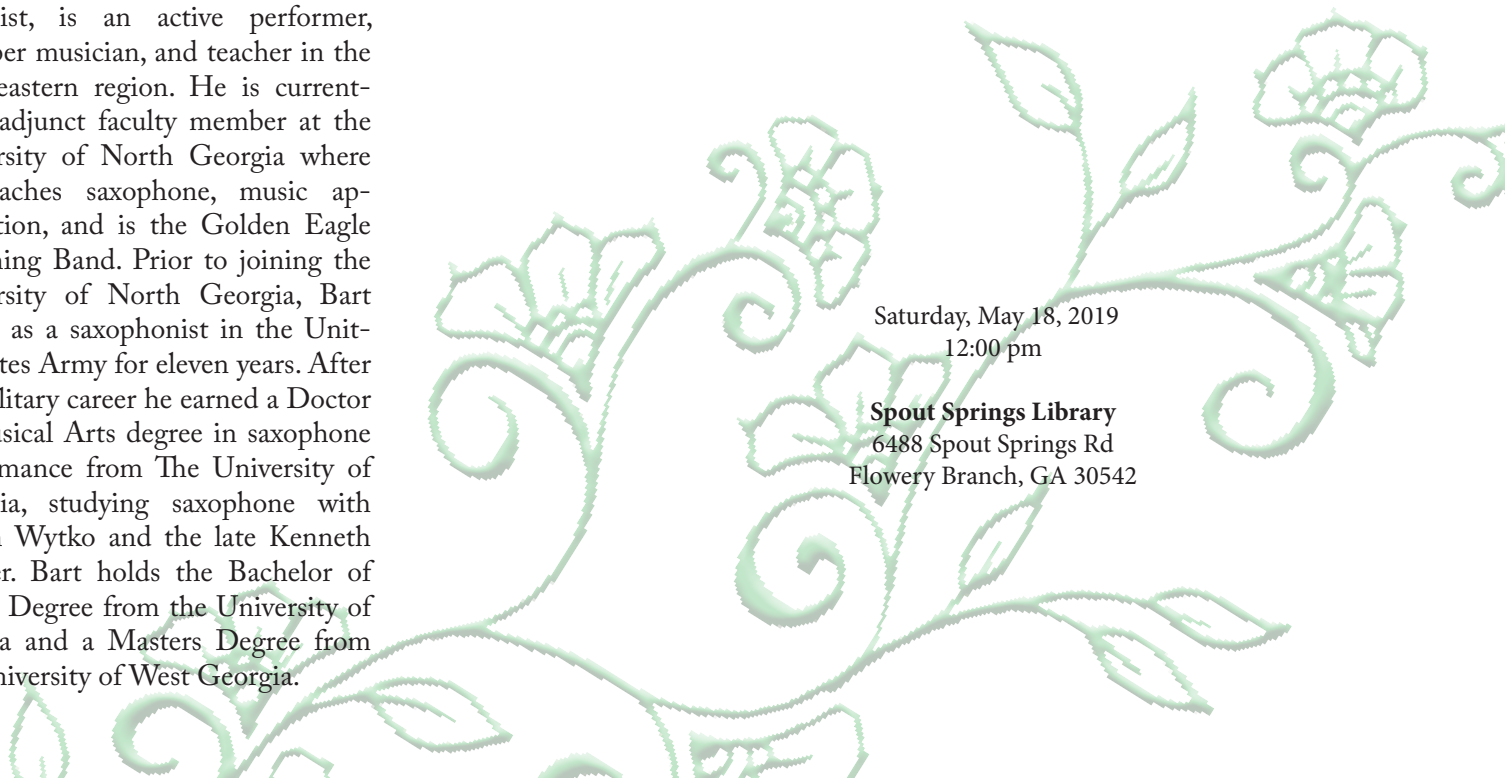 ist, is an active performer,
ber musician, and teacher in the
eastern region. He is current-
adjunct faculty member at the
rsity of North Georgia where
aches saxophone, music ap-
tion, and is the Golden Eagle
ning Band. Prior to joining the
rsity of North Georgia, Bart
as a saxophonist in the Unit-
tes Army for eleven years. After
litary career he earned a Doctor
usical Arts degree in saxophone
rmance from The University of
ia, studying saxophone with
n Wytko and the late Kenneth
er. Bart holds the Bachelor of
Degree from the University of
a and a Masters Degree from
niversity of West Georgia.
Saturday, May 18, 2019
12:00 pm
Spout Springs Library
6488 Spout Springs Rd
Flowery Branch, GA 30542